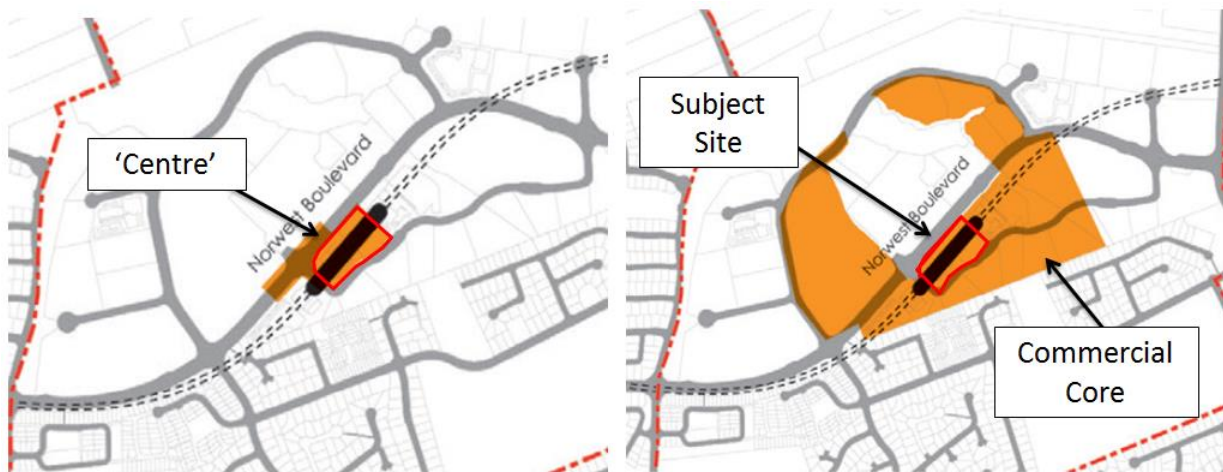 ‘Centre’
Norwest Boulevard
Subject
Site
Norwest Boulevard
Commercial
Core